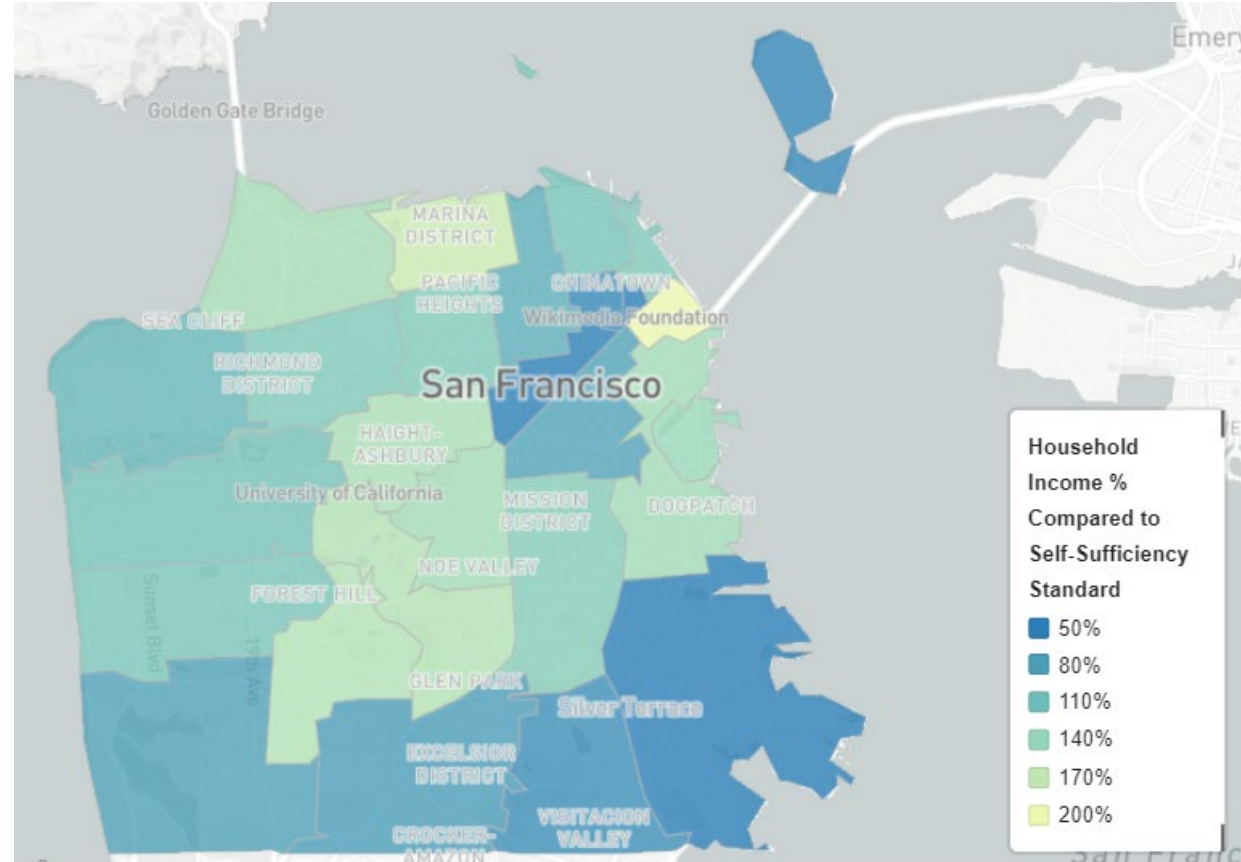 Emery
Golden Gate Bridge
MARINA
DISTRICT
PACIFIC
HEIGHTS
CHINATOWN
SEA CLIFF
Wikimedia Foundation
RICHMOND
DISTRICT
San Francisco
HAIGHT-
ASHBURY
University of California
MISSION
DISTRICT
DOGPATCH
NOE VALLEY
FOREST HILL
Sunset Blvd
19th Ave
GLEN PARK
Silver Terrace
EXCELSIOR
DISTRICT
VISITACION
VALLEY
CROCKER-
AMAZON
Household
Income %
Compared to
Self-Sufficiency
Standard
50%
80%
110%
140%
170%
200%
San Franc